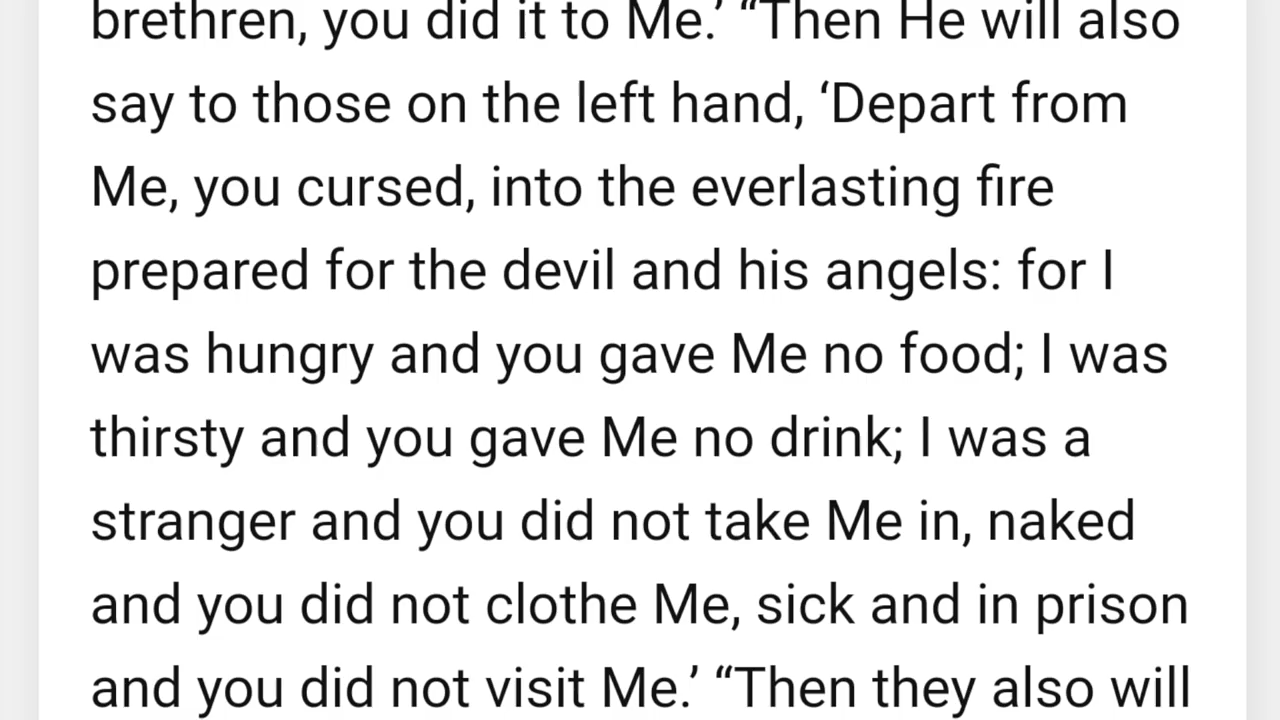 brethren, you did it to Me.’ “Then He will also
say to those on the left hand, ‘Depart from
Me, you cursed, into the everlasting fire
prepared for the devil and his angels: for I
was hungry and you gave Me no food; I was
thirsty and you gave Me no drink; I was a
stranger and you did not take Me in, naked
and you did not clothe Me, sick and in prison
and you did not visit Me.’ “Then they also will